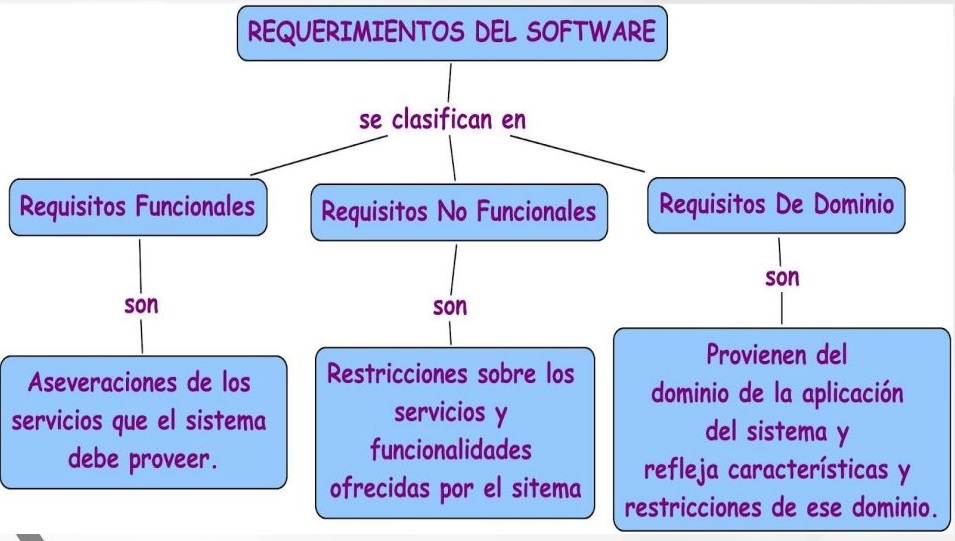 REQUERIMIENTOS DEL SOFTWARE
se clasifican en
Requisitos Funcionales
Requisitos No Funcionales
Requisitos De Dominio
son
son
son
Aseveraciones de los
servicios que el sistema
debe proveer.
Restricciones sobre los
servicios y
funcionalidades
ofrecidas por el sitema
Provienen del
dominio de la aplicación
del sistema y
refleja características y
restricciones de ese dominio.